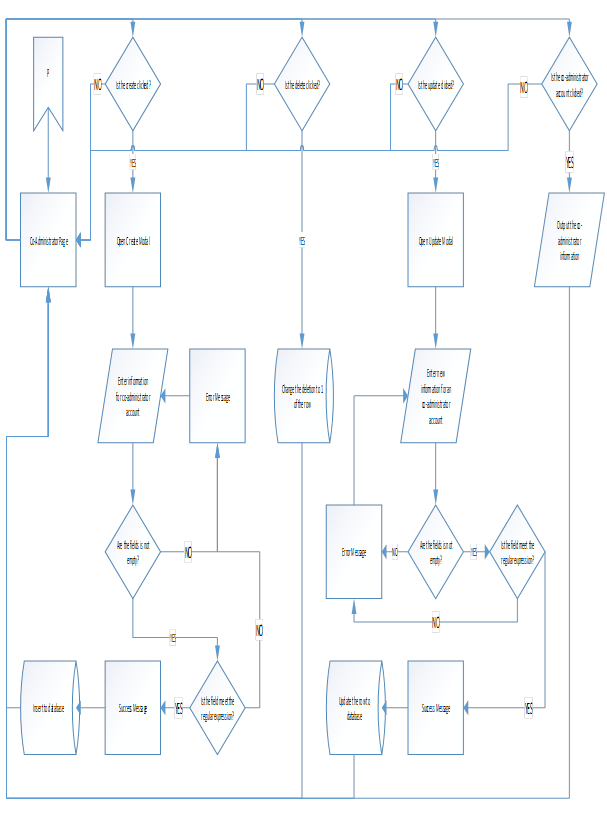 P
NO
Is the create clicked?
NO
Is the delete clicked?
NO
Is the update clicked?
NO
Is the co-administrator
account clicked?
YES
YES
YES
Co-Administrator Page
Open Create Modal
YES
Open Update Modal
Output the co-
administrator
information
Enter information
for co-administrator
account
Error Message
Change the deletion to 1
of the row
Enter new
information for an
co-administrator
account
Are the fields is not
empty?
NO
Error Message
NO
Are the fields is not
empty?
YES
Is the field meet the
regular expression?
YES
NO
NO
Insert to database
Success Message
YES
Is the field meet the
regular expression?
Update the row to
database
Success Message
YES